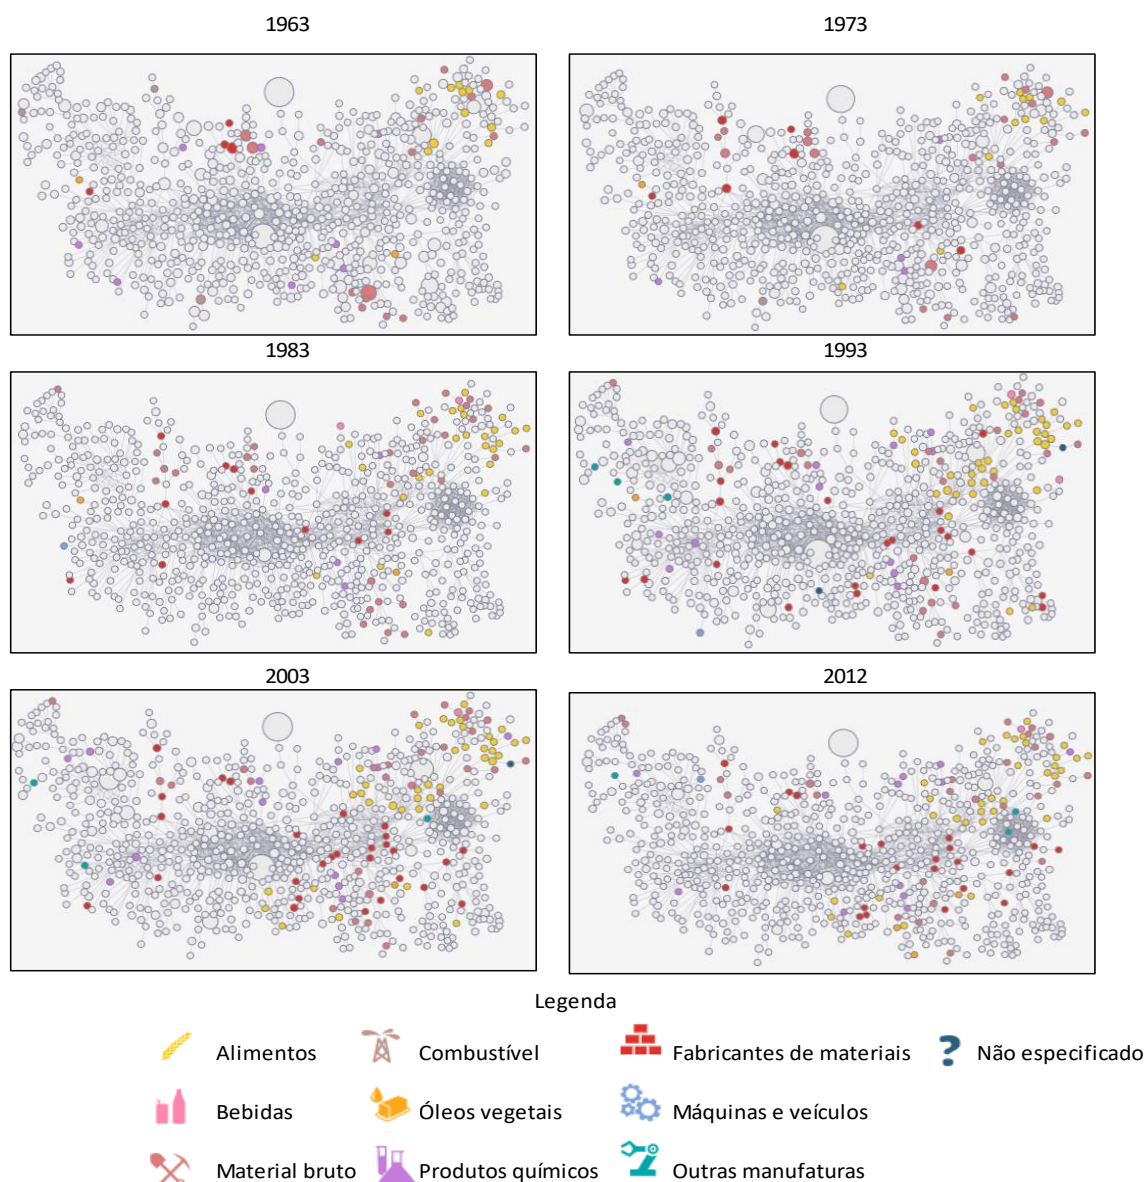 1963 1973
1983 1993
2003 2012
Legenda
Alimentos Combustível Fabricantes de materiais ? Não especificado
Bebidas Óleos vegetais Máquinas e veículos
Material bruto Produtos químicos Outras manufaturas